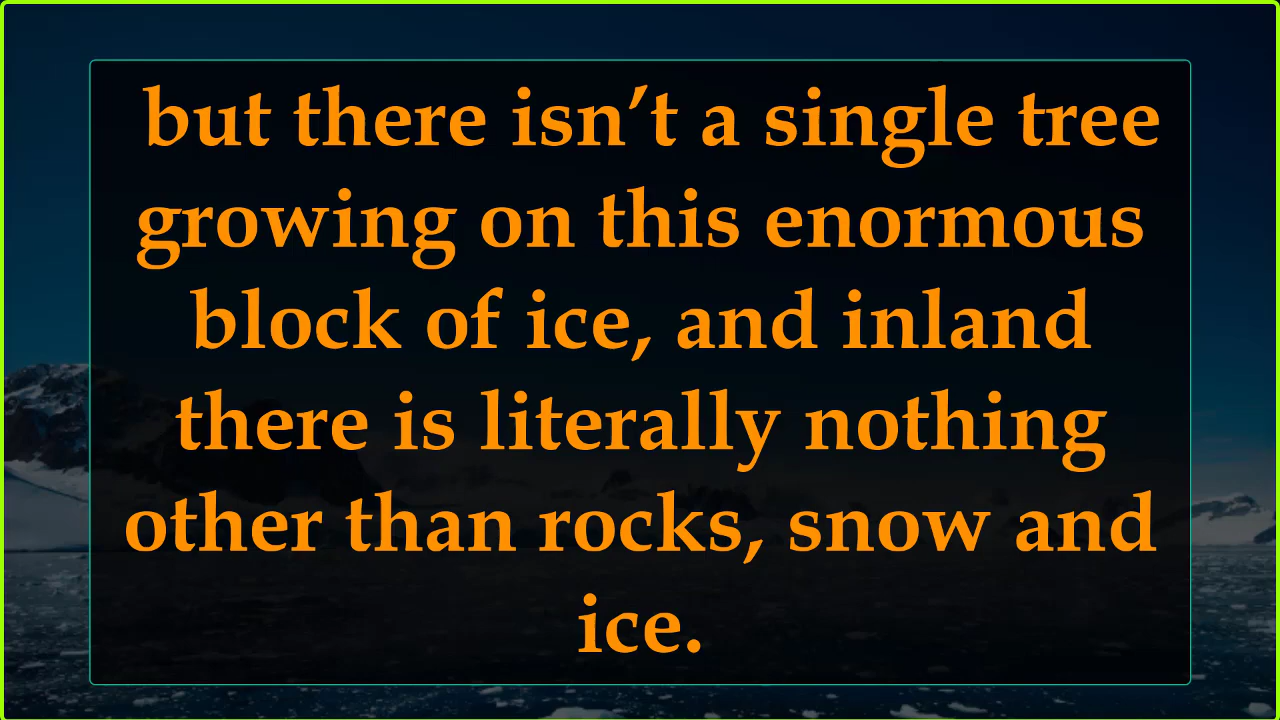 but there isn’t a single tree
growing on this enormous
block of ice, and inland
there is literally nothing
other than rocks, snow and
ice.